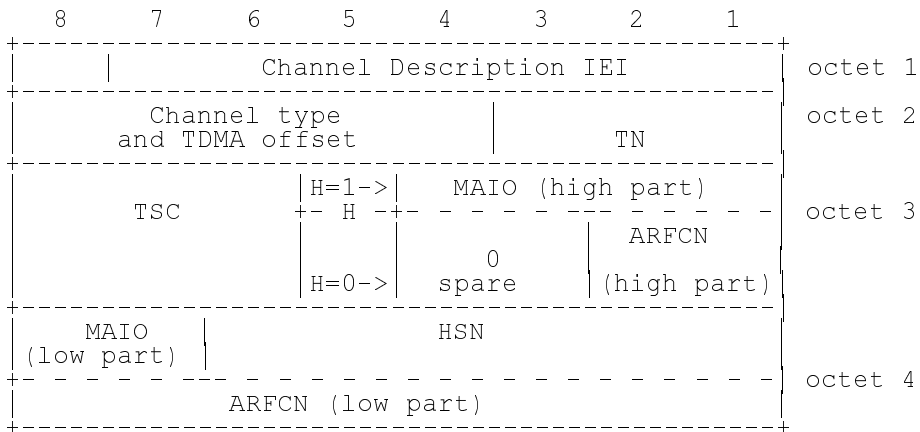 8 7 6 5 4 3 2 1
Channel Description IEI octet 1
Channel type octet 2
and TDMA offset TN
H=1-> MAIO (high part)
TSC H octet 3
ARFCN
0
H=0-> spare (high part)
MAIO HSN
(low part)
octet 4
ARFCN (low part)